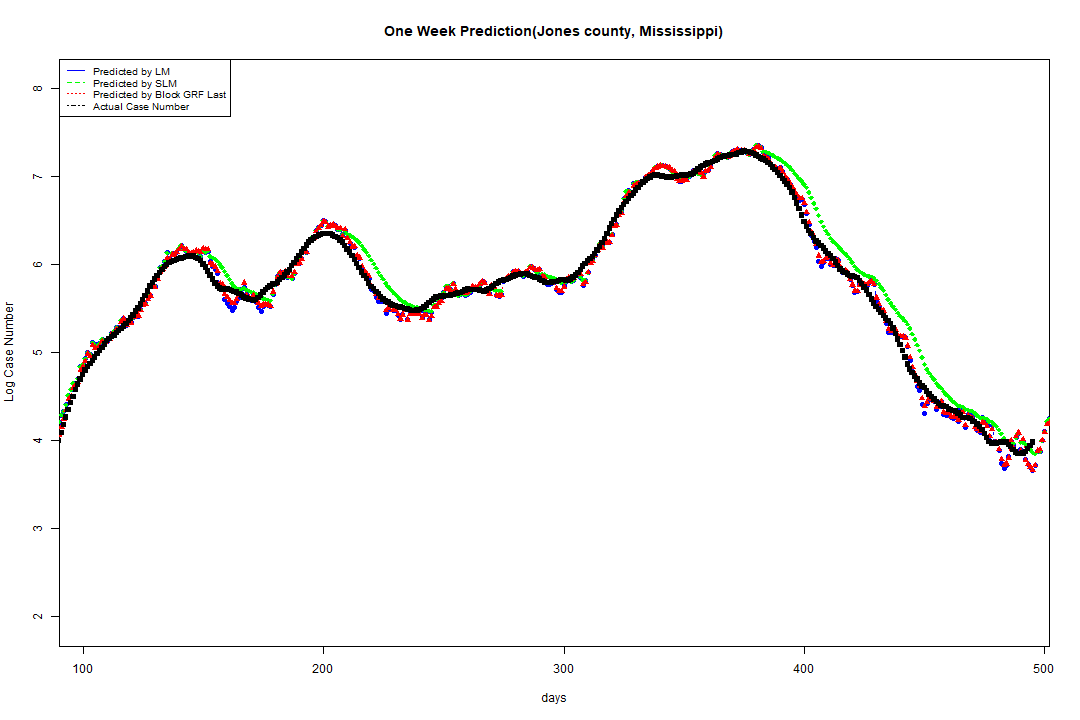 One Week Prediction(Jones county, Mississippi)
Predicted by LM
Predicted by SLM
Predicted by Block GRF Last
Actual Case Number
8
7
6
5
4
3
2
Log Case Number
100 200 300 400 500
days